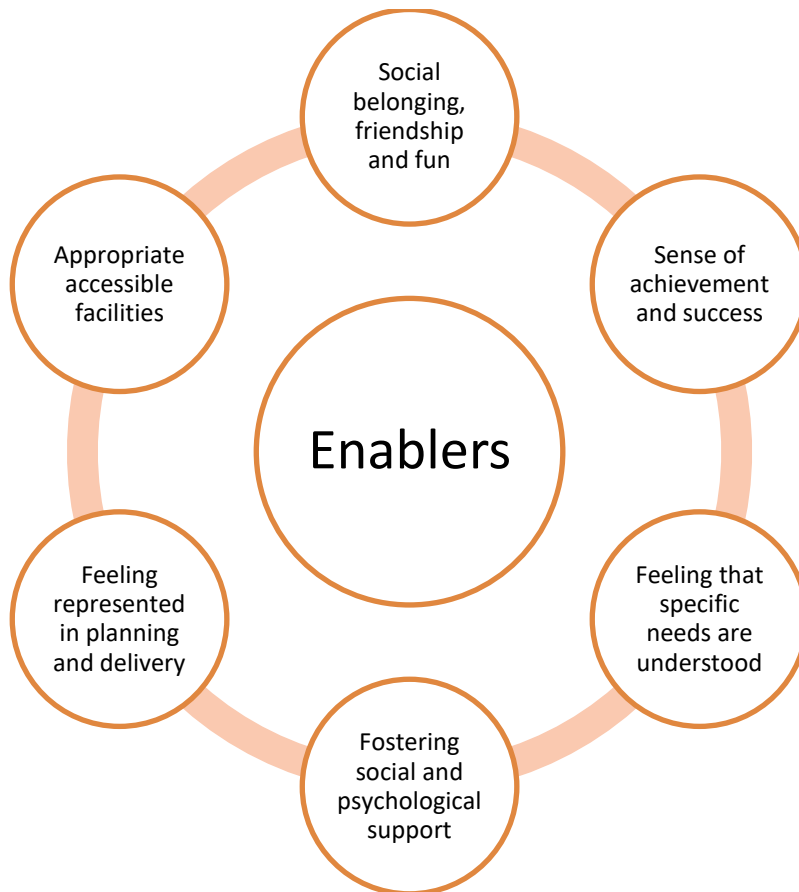 Social
belonging,
friendship
and fun
Sense of
achievement
and success
Feeling that
specific
needs are
understood
Fostering
social and
psychological
support
Feeling
represented
in planning
and delivery
Appropriate
accessible
facilities
Enablers